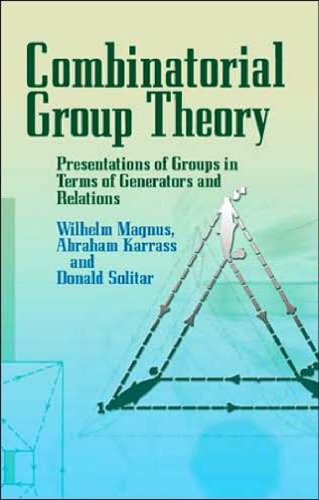 Combinatorial
Group Theory
Presentations of Groups in
Terms of Generators and
Relations
Wilhelm Magnus,
Abraham Karrass
and
Donald Solitar
1